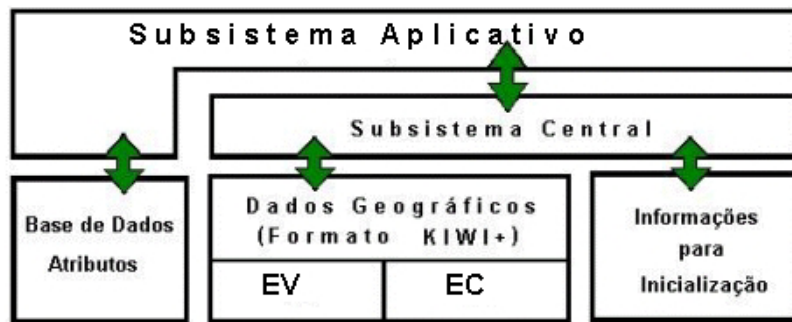 Subsistema Aplicativo
Subsistema Central
Base de Dados
Atributos
Dados Geográficos
(Formato KIWI+)
EV
EC
Informações
para
Inicialização